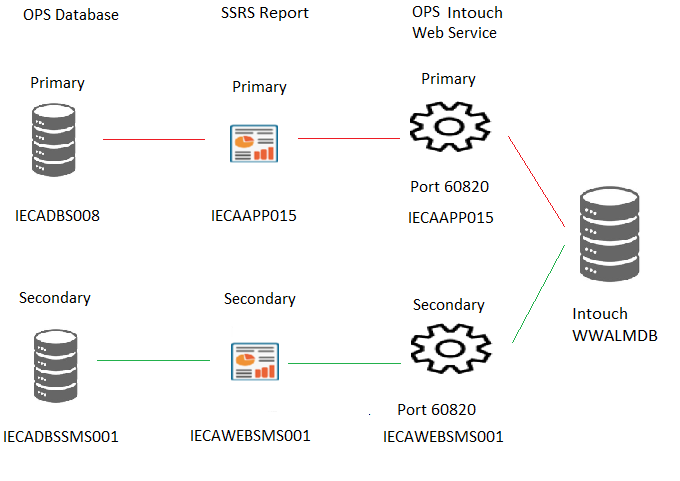 OPS Database
SSRS Report
OPS Intouch
Web Service
Primary
Primary
Primary
Port 60820
IECADBS008
IECAAPP015
IECAAPP015
Secondary
Secondary
Secondary
Intouch
WWALMDB
Port 60820
IECADBSSMS001
IECAWEBSMS001
IECAWEBSMS001